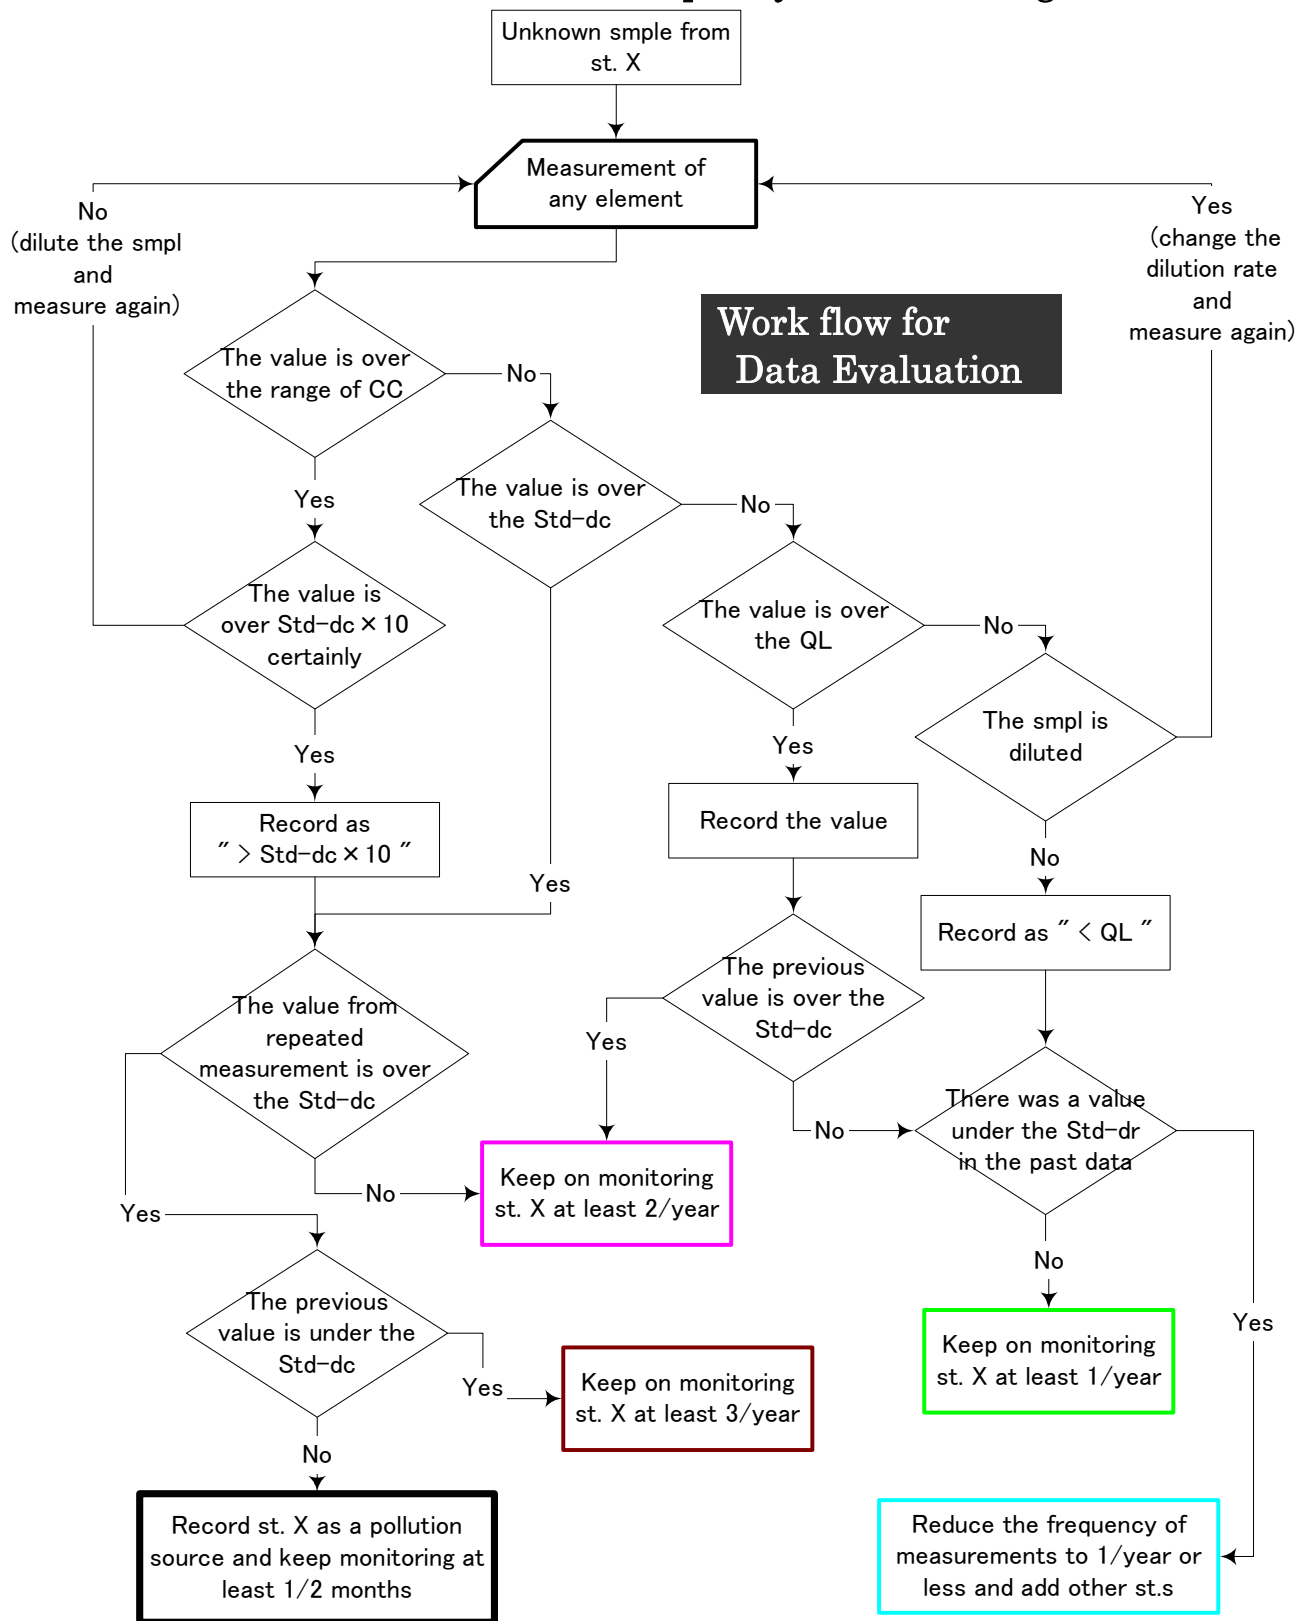 Unknown smple from
st. X
Measurement of
any element
No
(dilute the smpl
and
measure again)
Yes
(change the
dilution rate
and
measure again)
Work flow for
Data Evaluation
The value is over
the range of CC
No
Yes
The value is over
the Std-dc
No
The value is
over Std-dc×10
certainly
The value is over
the QL
No
Yes
Yes
The smpl is
diluted
Record as
" > Std-dc×10 "
Record the value
Yes
No
Record as " < QL "
The previous
value is over the
Std-dc
The value from
repeated
measurement is over
the Std-dc
Yes
No
There was a value
under the Std-dr
in the past data
No
Keep on monitoring
st. X at least 2/year
Yes
No
Yes
The previous
value is under the
Std-dc
Keep on monitoring
st. X at least 1/year
Yes
Keep on monitoring
st. X at least 3/year
No
Record st. X as a pollution
source and keep monitoring at
least 1/2 months
Reduce the frequency of
measurements to 1/year or
less and add other st.s